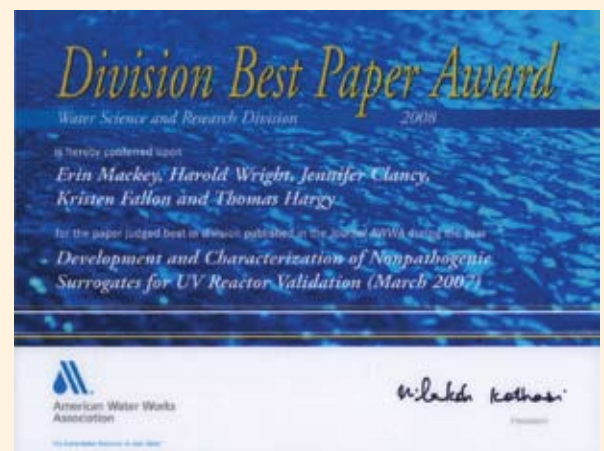 Division Best Paper Award
Water Science and Research Division 2008
is hereby conferred upon
Erin Mackey, Harold Wright, Jennifer Clancy,
Kristen Fallon and Thomas Hargy
for the paper judged best in division published in the Journal AWWA during the year
Development and Characterization of Nonpathogenic
Surrogates for UV Reactor Validation (March 2007)
American Water Works
Association
President